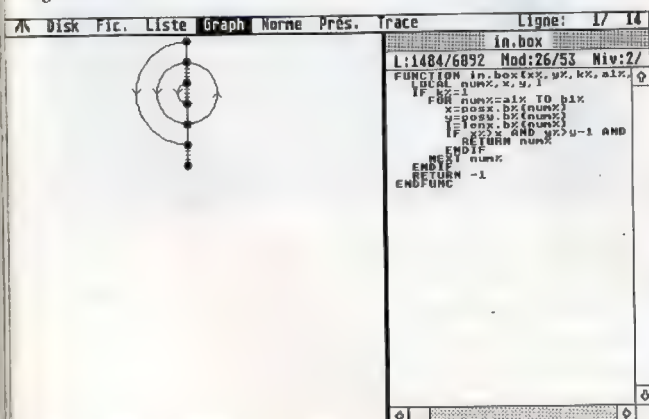 Disk Fic. Liste Graph Norme Prés. Trace Ligne: 1/ 14
in.box
L:1484/6892 Mod:26/53 Niv:2/
FUNCTION in.box(x%,y%,k%,a1%,
LOCAL num%,x,y,l
IF k%=1
FOR num%=a1% TO b1%
x=posx.b%(num%)
y=posy.b%(num%)
l=lonx.b%(num%)
IF x%>x AND y%>y-1 AND
RETURN num%
ENDIF
NEXT num%
ENDIF
RETURN -1
ENDFUNC